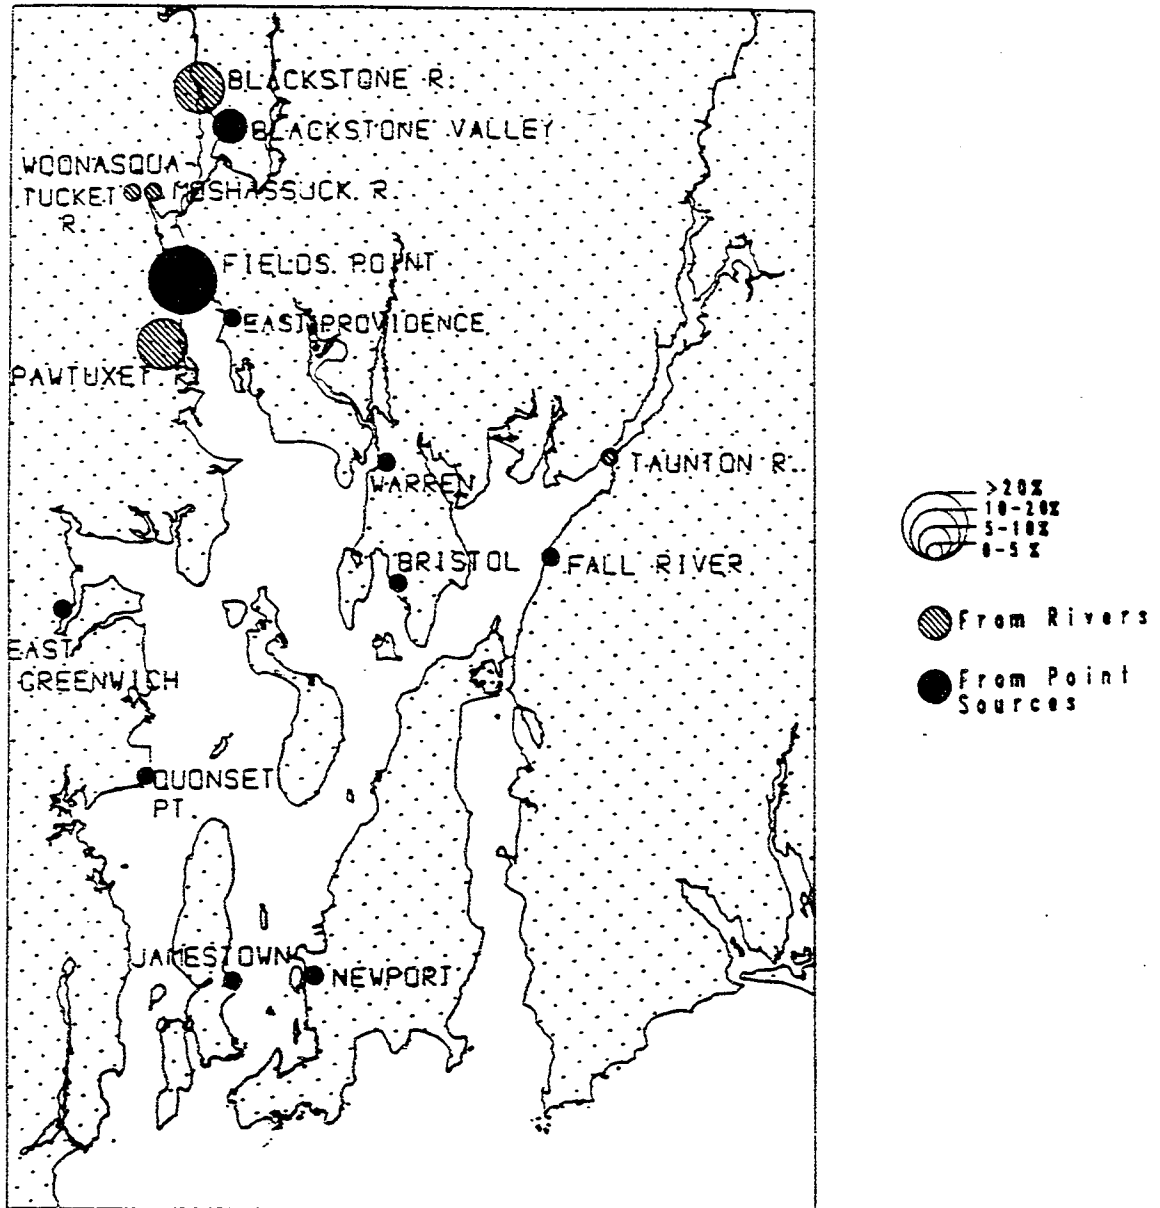 BLACKSTONE R.
BLACKSTONE VALLEY
WOONASQUA
TUCKET
R.
MOSHASSUCK. R.
FIELDS. POINT
EAST PROVIDENCE
PAWTUXET. R.
TAUNTON R..
WARREN
BRISTOL
FALL RIVER
EAST
GREENWICH
QUONSET
PT.
JAMESTOWN
NEWPORT
>20%
10-20%
5-10%
0-5 %
From Rivers
From Point
Sources